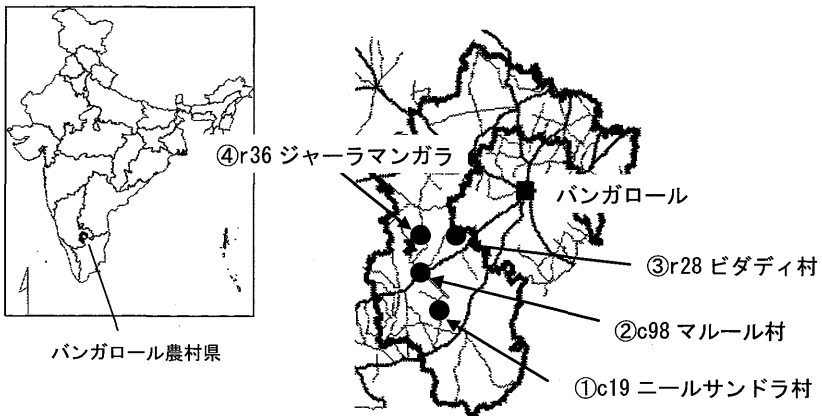 ④r36 ジャーラマンガラ
バンガロール
③r28 ビダディ村
②c98 マルール村
バンガロール農村県
①c19 ニールサンドラ村